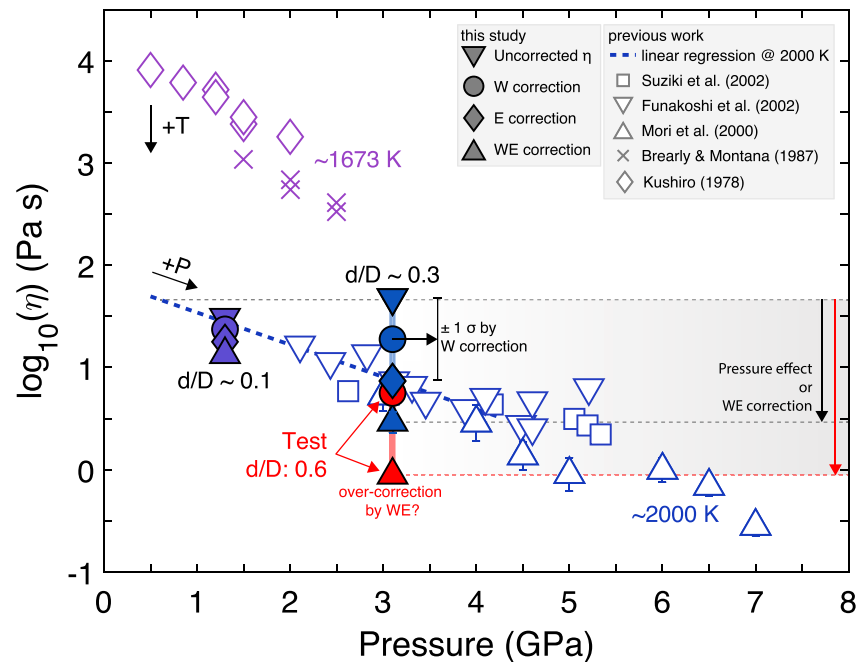 this study
Uncorrected η
W correction
E correction
WE correction
previous work
linear regression @ 2000 K
Suziki et al. (2002)
Funakoshi et al. (2002)
Mori et al. (2000)
Brearly & Montana (1987)
Kushiro (1978)
+T
~1673 K
+P
d/D ~ 0.3
± 1 σ by
W correction
d/D ~ 0.1
Pressure effect
or
WE correction
Test
d/D: 0.6
over-correction
by WE?
~2000 K
log10(η) (Pa s)
4
3
2
1
0
-1
0 1 2 3 4 5 6 7 8
Pressure (GPa)